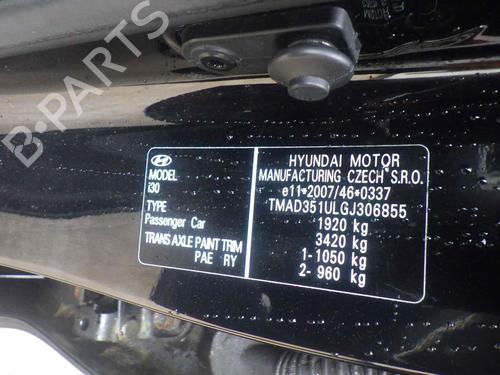 B-PARTS
HYUNDAI MOTOR
MANUFACTURING CZECH S.R.O.
e11*2007/46*0337
TMAD351ULGJ306855
1920 kg
3420 kg
1- 1050 kg
2- 960 kg
MODEL
i30
TYPE
Passenger Car
TRANS AXLE PAINT TRIM
PAE RY